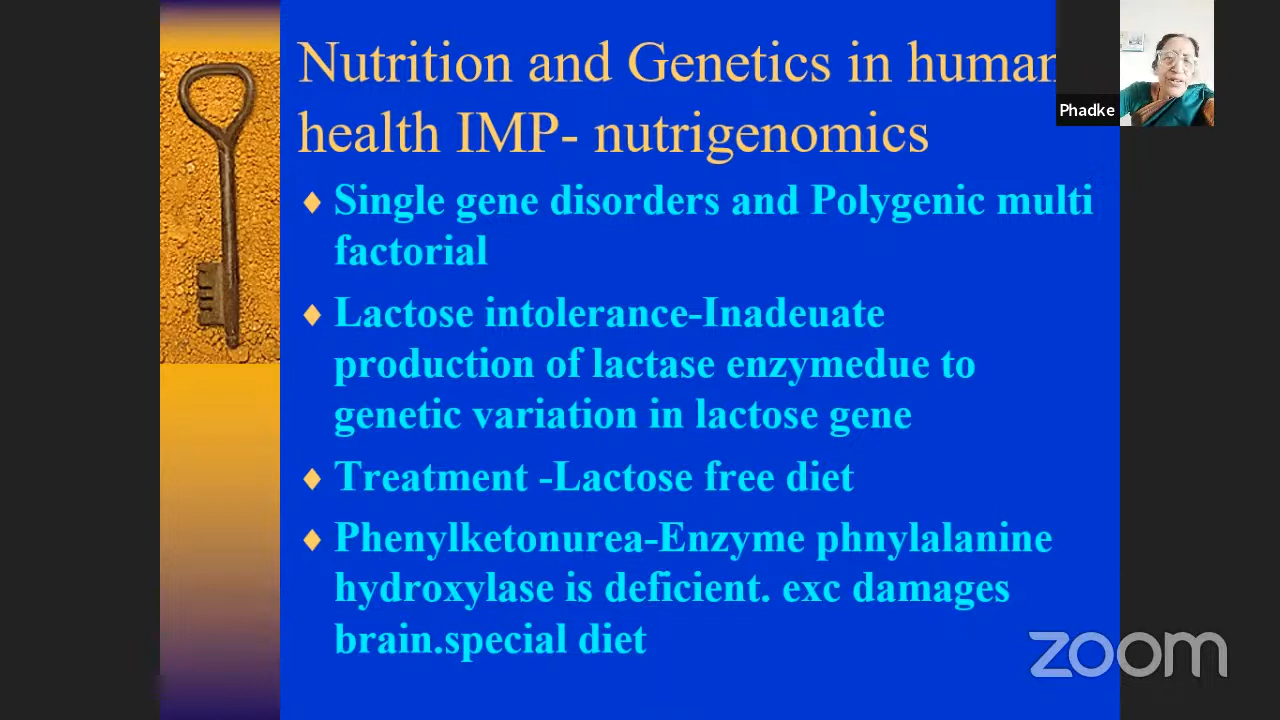 Nutrition and Genetics in human
health IMP- nutrigenomics
Single gene disorders and Polygenic multi
factorial
Lactose intolerance-Inadeuate
production of lactase enzymedue to
genetic variation in lactose gene
Treatment -Lactose free diet
Phenylketonurea-Enzyme phnylalanine
hydroxylase is deficient. exc damages
brain.special diet
Phadke
zoom